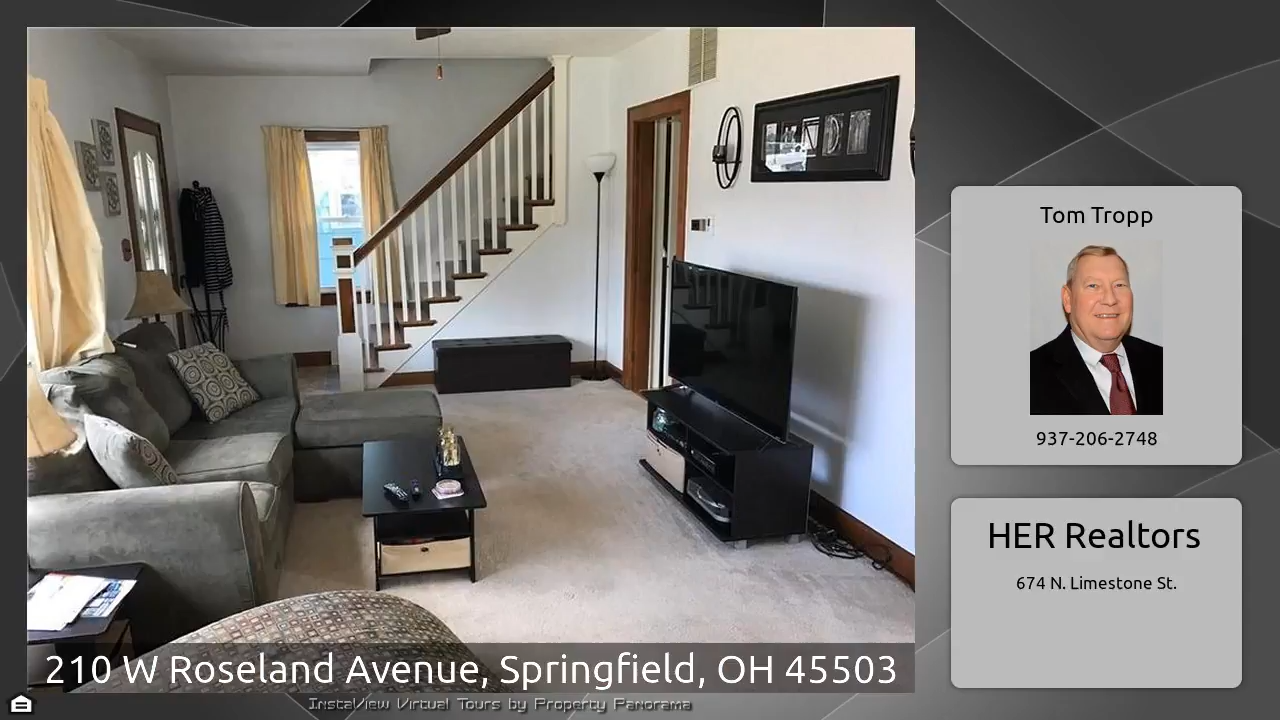 210 W Roseland Avenue, Springfield, OH 45503
InstaView Virtual Tours by Property Panorama
Tom Tropp
937-206-2748
HER Realtors
674 N. Limestone St.